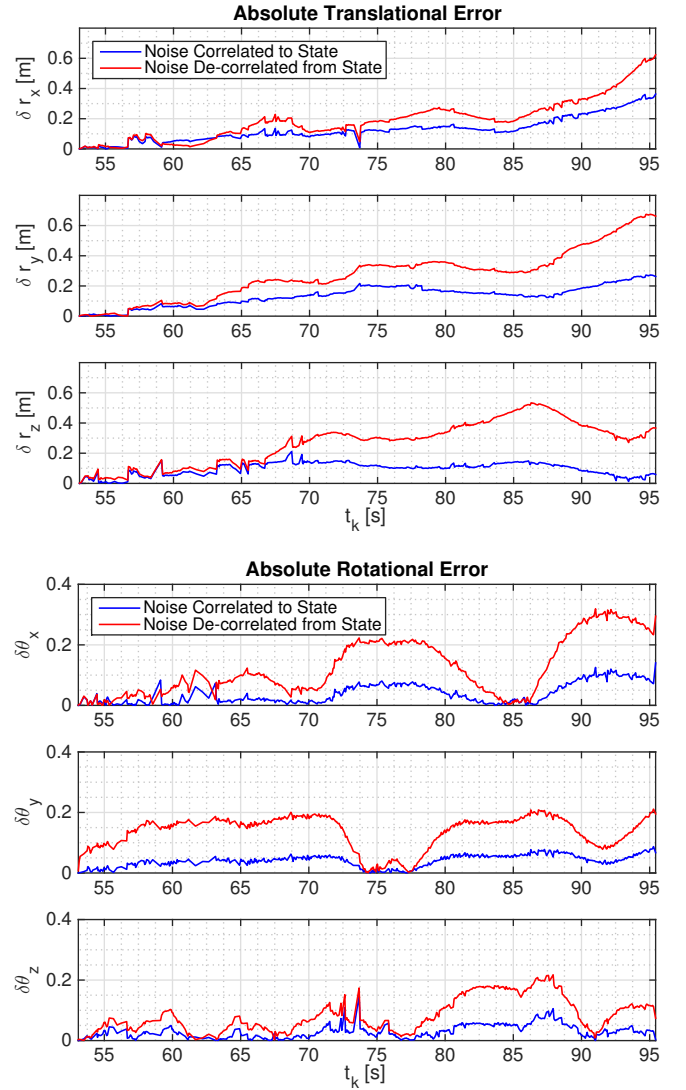 Absolute Translational Error
Noise Correlated to State
Noise De-correlated from State
δ r_x [m]
0.6
0.4
0.2
0
55 60 65 70 75 80 85 90 95
δ r_y [m]
0.6
0.4
0.2
0
55 60 65 70 75 80 85 90 95
δ r_z [m]
0.6
0.4
0.2
0
55 60 65 70 75 80 85 90 95
t_k [s]
Absolute Rotational Error
Noise Correlated to State
Noise De-correlated from State
δθ_x
0.4
0.2
0
55 60 65 70 75 80 85 90 95
δθ_y
0.4
0.2
0
55 60 65 70 75 80 85 90 95
δθ_z
0.4
0.2
0
55 60 65 70 75 80 85 90 95
t_k [s]